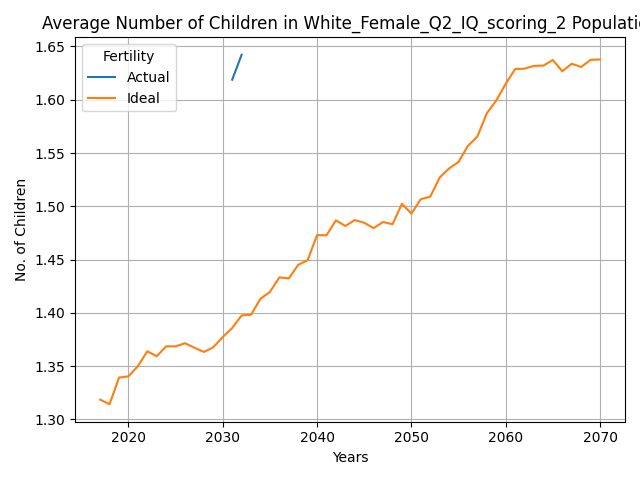 Average Number of Children in White_Female_Q2_IQ_scoring_2 Populatio
Fertility
Actual
Ideal
No. of Children
1.65
1.60
1.55
1.50
1.45
1.40
1.35
1.30
2020 2030 2040 2050 2060 2070
Years